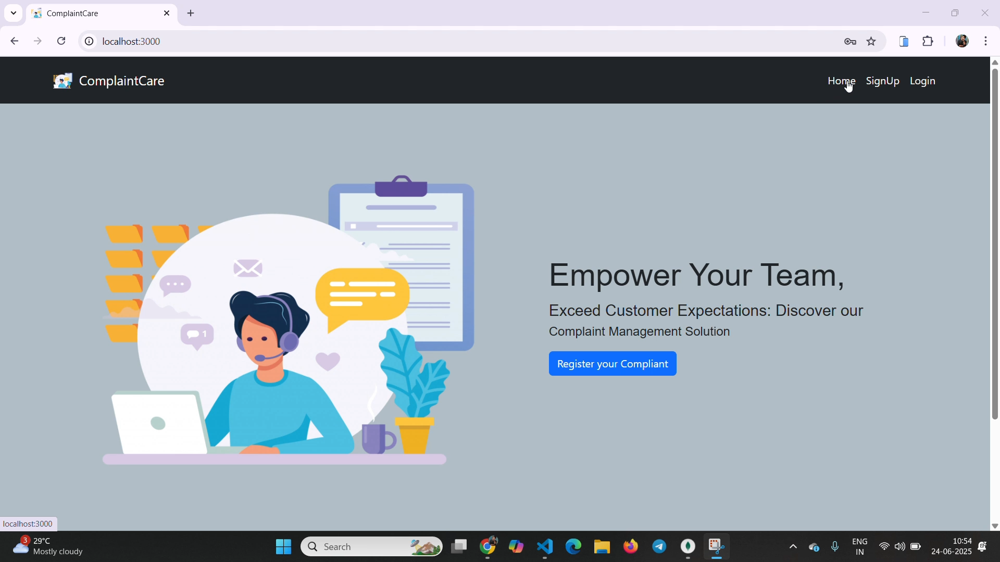 ComplaintCare
localhost:3000
ComplaintCare
Home SignUp Login
1
Empower Your Team,
Exceed Customer Expectations: Discover our
Complaint Management Solution
Register your Compliant
localhost:3000
3
29°C
Mostly cloudy
Search
ENG
IN
10:54
24-06-2025